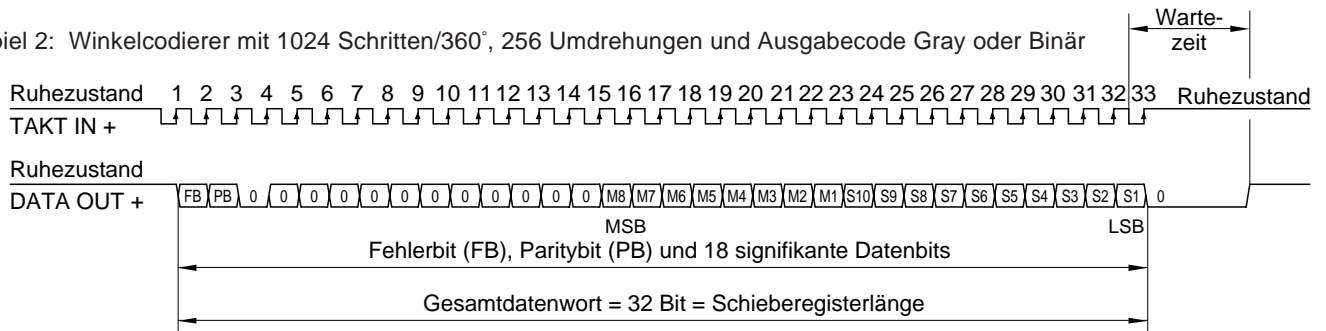 Warte-
zeit
iel 2: Winkelcodierer mit 1024 Schritten/360°, 256 Umdrehungen und Ausgabecode Gray oder Binär
Ruhezustand 1 2 3 4 5 6 7 8 9 10 11 12 13 14 15 16 17 18 19 20 21 22 23 24 25 26 27 28 29 30 31 32 33 Ruhezustand
TAKT IN +
Ruhezustand
DATA OUT + FB PB 0 0 0 0 0 0 0 0 0 0 0 0 M8 M7 M6 M5 M4 M3 M2 M1 S10 S9 S8 S7 S6 S5 S4 S3 S2 S1 0
MSB LSB
Fehlerbit (FB), Paritybit (PB) und 18 signifikante Datenbits
Gesamtdatenwort = 32 Bit = Schieberegisterlänge